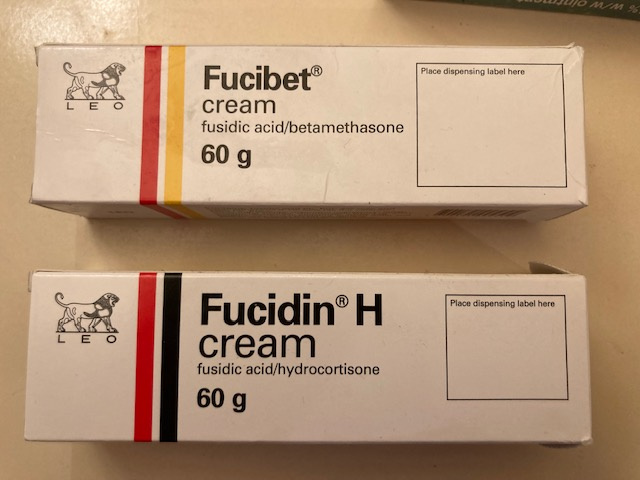 % w/w ointment
Fucibet®
cream
fusidic acid/betamethasone
60 g
LEO
Place dispensing label here
Fucidin® H
cream
fusidic acid/hydrocortisone
60 g
LEO
Place dispensing label here